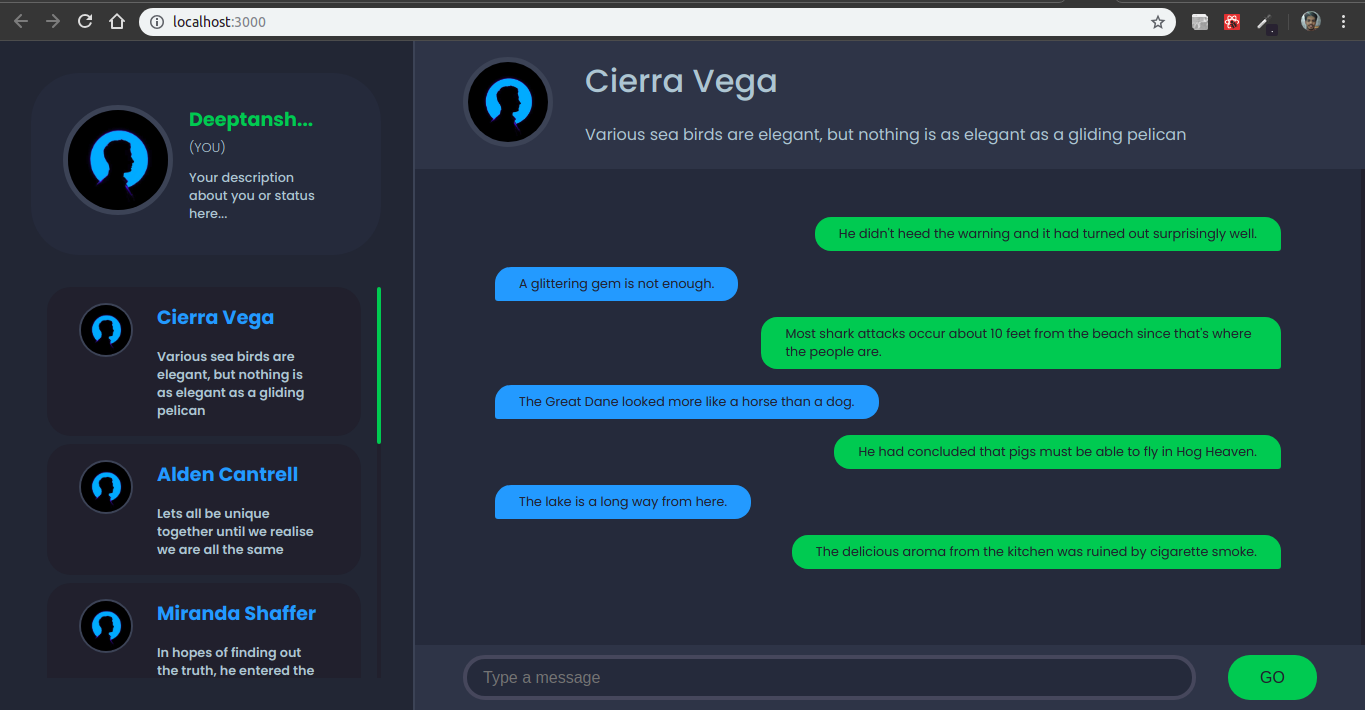 localhost:3000
Deeptansh...
(YOU)
Your description
about you or status
here...
Cierra Vega
Various sea birds are
elegant, but nothing is
as elegant as a gliding
pelican
Alden Cantrell
Lets all be unique
together until we realise
we are all the same
Miranda Shaffer
In hopes of finding out
the truth, he entered the
Cierra Vega
Various sea birds are elegant, but nothing is as elegant as a gliding pelican
He didn't heed the warning and it had turned out surprisingly well.
A glittering gem is not enough.
Most shark attacks occur about 10 feet from the beach since that's where
the people are.
The Great Dane looked more like a horse than a dog.
He had concluded that pigs must be able to fly in Hog Heaven.
The lake is a long way from here.
The delicious aroma from the kitchen was ruined by cigarette smoke.
Type a message
GO